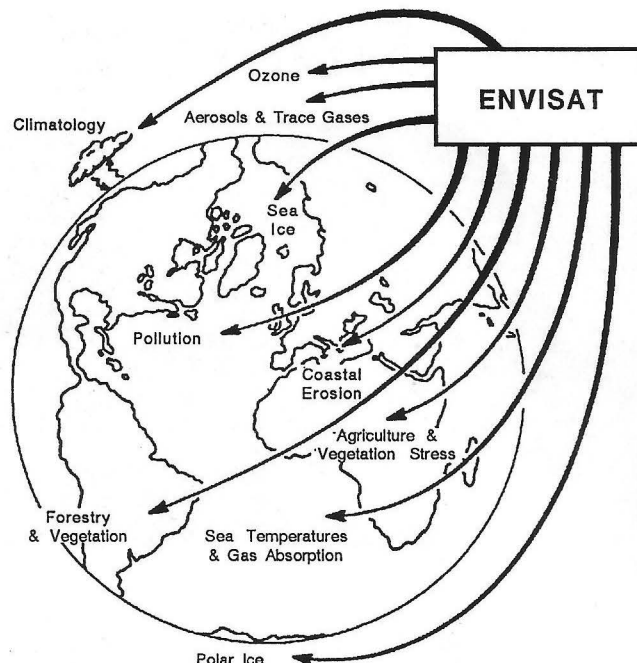 ENVISAT
Ozone
Aerosols & Trace Gases
Climatology
Sea
Ice
Pollution
Coastal
Erosion
Agriculture &
Vegetation Stress
Forestry
& Vegetation
Sea Temperatures
& Gas Absorption
Polar Ice